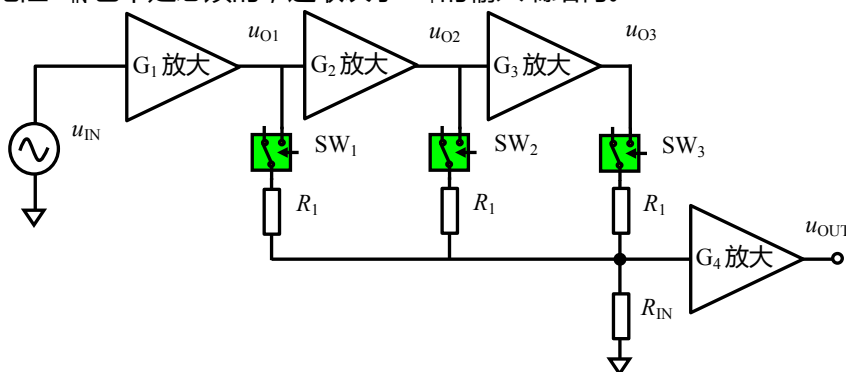 u_O1
u_O2
u_O3
G1 放大
G2 放大
G3 放大
u_IN
SW1
SW2
SW3
R1
R1
R1
u_OUT
G4 放大
R_IN